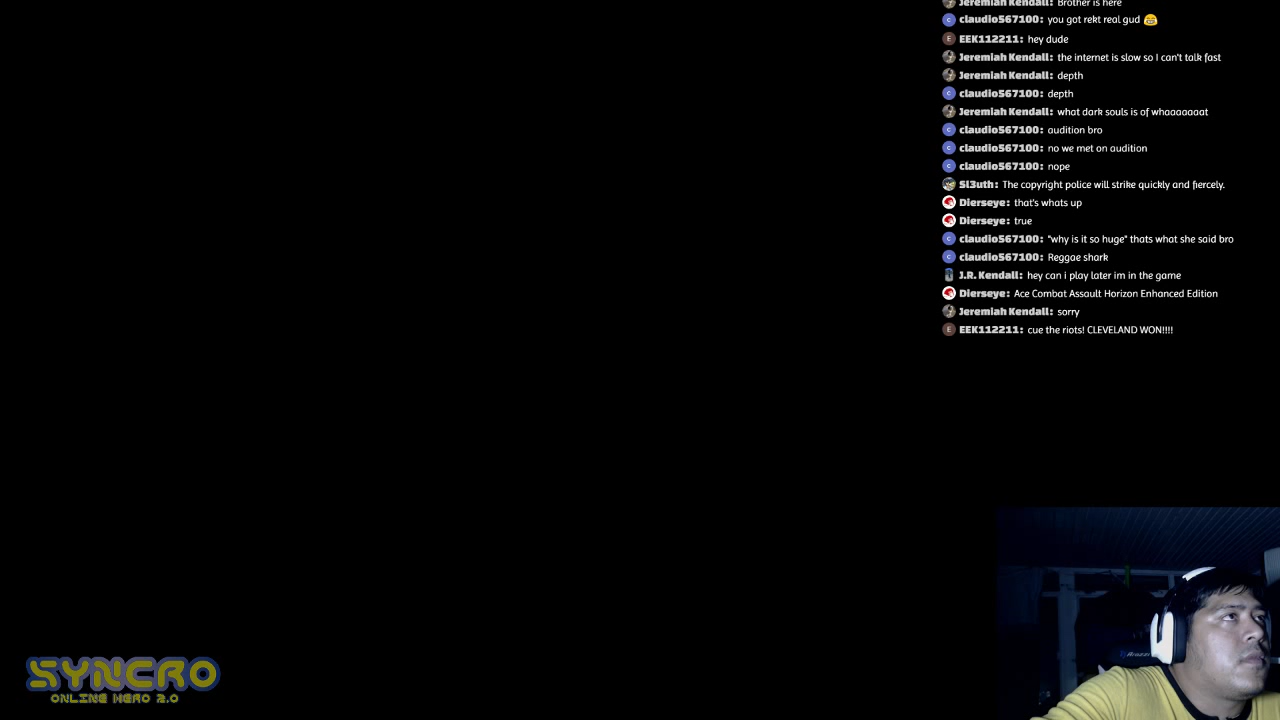 Jeremiah Kendall: Brother is here
claudio567100: you got rekt real gud 😂
E EEK112211: hey dude
Jeremiah Kendall: the internet is slow so I can't talk fast
Jeremiah Kendall: depth
c claudio567100: depth
Jeremiah Kendall: what dark souls is of whaaaaaaat
c claudio567100: audition bro
c claudio567100: no we met on audition
c claudio567100: nope
Sl3uth: The copyright police will strike quickly and fiercely.
Dierseye: that's whats up
Dierseye: true
c claudio567100: "why is it so huge" thats what she said bro
c claudio567100: Reggae shark
J.R. Kendall: hey can i play later im in the game
Dierseye: Ace Combat Assault Horizon Enhanced Edition
Jeremiah Kendall: sorry
E EEK112211: cue the riots! CLEVELAND WON!!!!
SYNCRO
ONLINE HERO 2.0